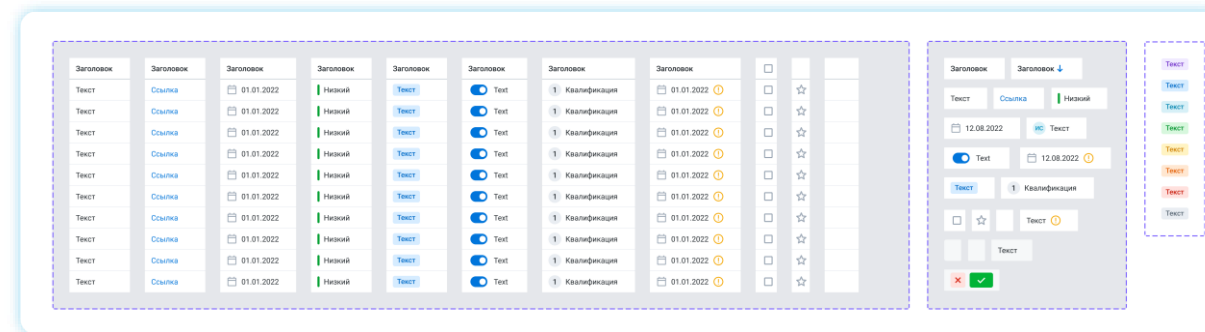 Заголовок Заголовок Заголовок Заголовок Заголовок Заголовок Заголовок Заголовок
Текст Ссылка 01.01.2022 Низкий Текст Text 1 Квалификация 01.01.2022
Текст Ссылка 01.01.2022 Низкий Текст Text 1 Квалификация 01.01.2022
Текст Ссылка 01.01.2022 Низкий Текст Text 1 Квалификация 01.01.2022
Текст Ссылка 01.01.2022 Низкий Текст Text 1 Квалификация 01.01.2022
Текст Ссылка 01.01.2022 Низкий Текст Text 1 Квалификация 01.01.2022
Текст Ссылка 01.01.2022 Низкий Текст Text 1 Квалификация 01.01.2022
Текст Ссылка 01.01.2022 Низкий Текст Text 1 Квалификация 01.01.2022
Текст Ссылка 01.01.2022 Низкий Текст Text 1 Квалификация 01.01.2022
Текст Ссылка 01.01.2022 Низкий Текст Text 1 Квалификация 01.01.2022
Текст Ссылка 01.01.2022 Низкий Текст Text 1 Квалификация 01.01.2022
Заголовок Заголовок ↓
Текст Ссылка Низкий
12.08.2022 ИС Текст
Text 12.08.2022
Текст 1 Квалификация
Текст
Текст
Текст
Текст
Текст
Текст
Текст
Текст
Текст
Текст